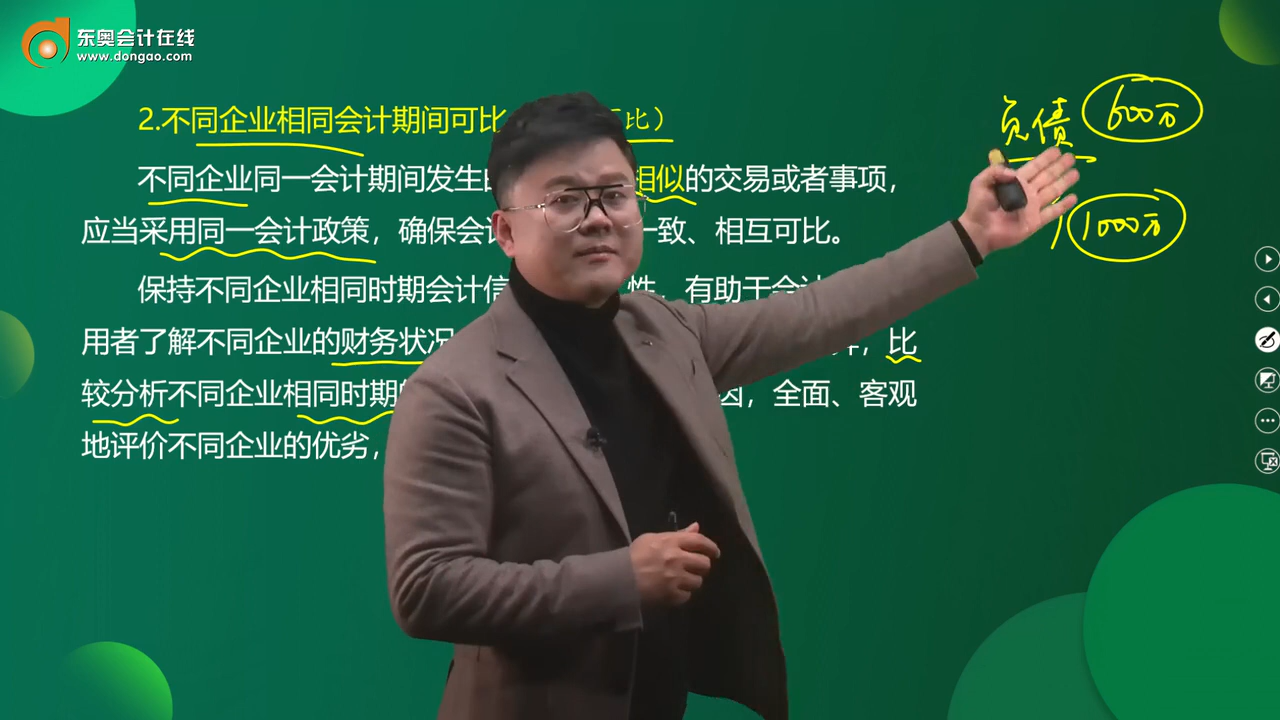 东奥会计在线
www.dongao.com
2.不同企业相同会计期间可比 比）
不同企业同一会计期间发生的 相似的交易或者事项，
应当采用同一会计政策，确保会计 一致、相互可比。
保持不同企业相同时期会计信 性，有助于会计
用者了解不同企业的财务状况 ，比
较分析不同企业相同时期 因，全面、客观
地评价不同企业的优劣，
负债 600万
1000万